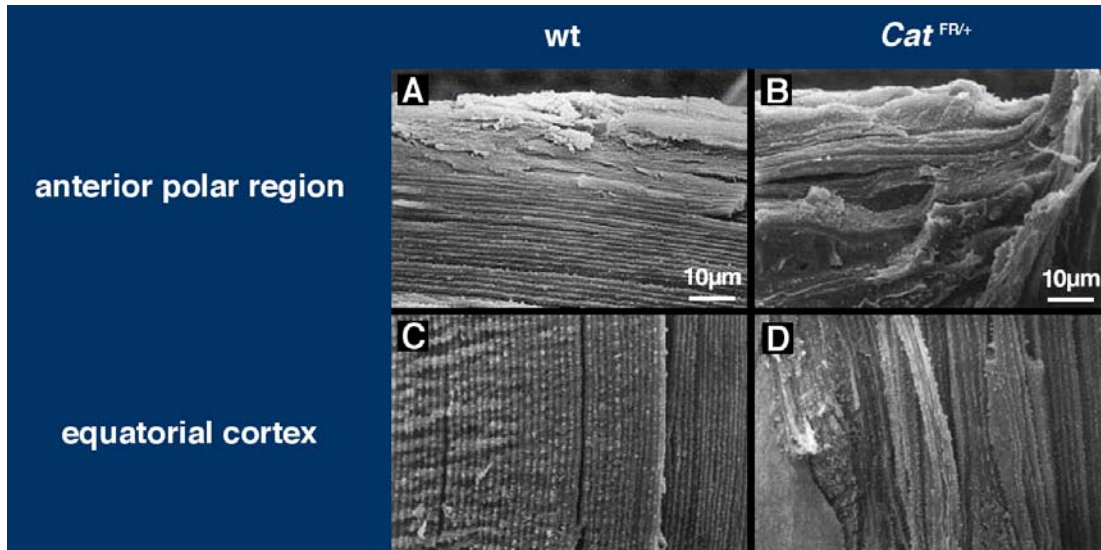 wt
Cat FR/+
anterior polar region
A
10µm
B
10µm
equatorial cortex
C
D